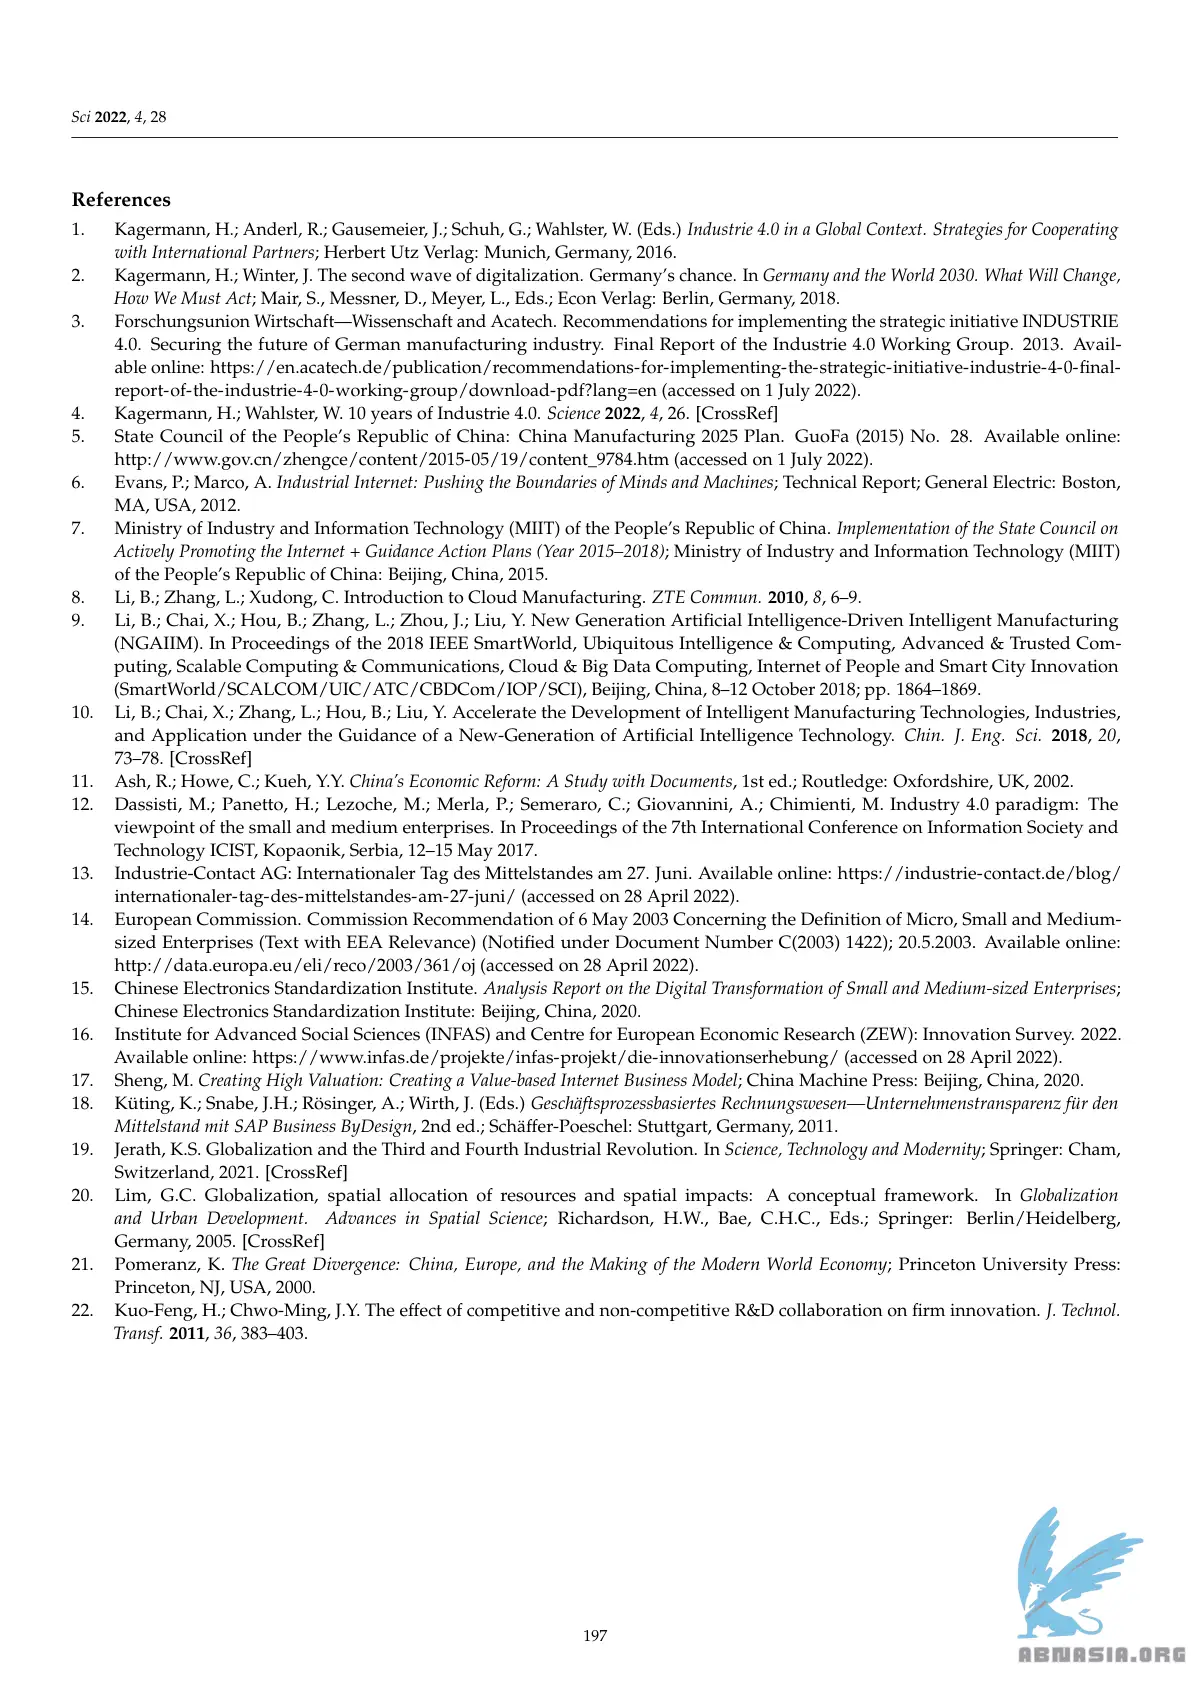 Sci 2022, 4, 28
References
1. Kagermann, H.; Anderl, R.; Gausemeier, J.; Schuh, G.; Wahlster, W. (Eds.) Industrie 4.0 in a Global Context. Strategies for Cooperating
with International Partners; Herbert Utz Verlag: Munich, Germany, 2016.
2. Kagermann, H.; Winter, J. The second wave of digitalization. Germany’s chance. In Germany and the World 2030. What Will Change,
How We Must Act; Mair, S., Messner, D., Meyer, L., Eds.; Econ Verlag: Berlin, Germany, 2018.
3. Forschungsunion Wirtschaft—Wissenschaft and Acatech. Recommendations for implementing the strategic initiative INDUSTRIE
4.0. Securing the future of German manufacturing industry. Final Report of the Industrie 4.0 Working Group. 2013. Avail-
able online: https://en.acatech.de/publication/recommendations-for-implementing-the-strategic-initiative-industrie-4-0-final-
report-of-the-industrie-4-0-working-group/download-pdf?lang=en (accessed on 1 July 2022).
4. Kagermann, H.; Wahlster, W. 10 years of Industrie 4.0. Science 2022, 4, 26. [CrossRef]
5. State Council of the People’s Republic of China: China Manufacturing 2025 Plan. GuoFa (2015) No. 28. Available online:
http://www.gov.cn/zhengce/content/2015-05/19/content_9784.htm (accessed on 1 July 2022).
6. Evans, P.; Marco, A. Industrial Internet: Pushing the Boundaries of Minds and Machines; Technical Report; General Electric: Boston,
MA, USA, 2012.
7. Ministry of Industry and Information Technology (MIIT) of the People’s Republic of China. Implementation of the State Council on
Actively Promoting the Internet + Guidance Action Plans (Year 2015–2018); Ministry of Industry and Information Technology (MIIT)
of the People’s Republic of China: Beijing, China, 2015.
8. Li, B.; Zhang, L.; Xudong, C. Introduction to Cloud Manufacturing. ZTE Commun. 2010, 8, 6–9.
9. Li, B.; Chai, X.; Hou, B.; Zhang, L.; Zhou, J.; Liu, Y. New Generation Artificial Intelligence-Driven Intelligent Manufacturing
(NGAIIM). In Proceedings of the 2018 IEEE SmartWorld, Ubiquitous Intelligence & Computing, Advanced & Trusted Com-
puting, Scalable Computing & Communications, Cloud & Big Data Computing, Internet of People and Smart City Innovation
(SmartWorld/SCALCOM/UIC/ATC/CBDCom/IOP/SCI), Beijing, China, 8–12 October 2018; pp. 1864–1869.
10. Li, B.; Chai, X.; Zhang, L.; Hou, B.; Liu, Y. Accelerate the Development of Intelligent Manufacturing Technologies, Industries,
and Application under the Guidance of a New-Generation of Artificial Intelligence Technology. Chin. J. Eng. Sci. 2018, 20,
73–78. [CrossRef]
11. Ash, R.; Howe, C.; Kueh, Y.Y. China’s Economic Reform: A Study with Documents, 1st ed.; Routledge: Oxfordshire, UK, 2002.
12. Dassisti, M.; Panetto, H.; Lezoche, M.; Merla, P.; Semeraro, C.; Giovannini, A.; Chimienti, M. Industry 4.0 paradigm: The
viewpoint of the small and medium enterprises. In Proceedings of the 7th International Conference on Information Society and
Technology ICIST, Kopaonik, Serbia, 12–15 May 2017.
13. Industrie-Contact AG: Internationaler Tag des Mittelstandes am 27. Juni. Available online: https://industrie-contact.de/blog/
internationaler-tag-des-mittelstandes-am-27-juni/ (accessed on 28 April 2022).
14. European Commission. Commission Recommendation of 6 May 2003 Concerning the Definition of Micro, Small and Medium-
sized Enterprises (Text with EEA Relevance) (Notified under Document Number C(2003) 1422); 20.5.2003. Available online:
http://data.europa.eu/eli/reco/2003/361/oj (accessed on 28 April 2022).
15. Chinese Electronics Standardization Institute. Analysis Report on the Digital Transformation of Small and Medium-sized Enterprises;
Chinese Electronics Standardization Institute: Beijing, China, 2020.
16. Institute for Advanced Social Sciences (INFAS) and Centre for European Economic Research (ZEW): Innovation Survey. 2022.
Available online: https://www.infas.de/projekte/infas-projekt/die-innovationserhebung/ (accessed on 28 April 2022).
17. Sheng, M. Creating High Valuation: Creating a Value-based Internet Business Model; China Machine Press: Beijing, China, 2020.
18. Küting, K.; Snabe, J.H.; Rösinger, A.; Wirth, J. (Eds.) Geschäftsprozessbasiertes Rechnungswesen—Unternehmenstransparenz für den
Mittelstand mit SAP Business ByDesign, 2nd ed.; Schäffer-Poeschel: Stuttgart, Germany, 2011.
19. Jerath, K.S. Globalization and the Third and Fourth Industrial Revolution. In Science, Technology and Modernity; Springer: Cham,
Switzerland, 2021. [CrossRef]
20. Lim, G.C. Globalization, spatial allocation of resources and spatial impacts: A conceptual framework. In Globalization
and Urban Development. Advances in Spatial Science; Richardson, H.W., Bae, C.H.C., Eds.; Springer: Berlin/Heidelberg,
Germany, 2005. [CrossRef]
21. Pomeranz, K. The Great Divergence: China, Europe, and the Making of the Modern World Economy; Princeton University Press:
Princeton, NJ, USA, 2000.
22. Kuo-Feng, H.; Chwo-Ming, J.Y. The effect of competitive and non-competitive R&D collaboration on firm innovation. J. Technol.
Transf. 2011, 36, 383–403.
197
ABNASIA.ORG